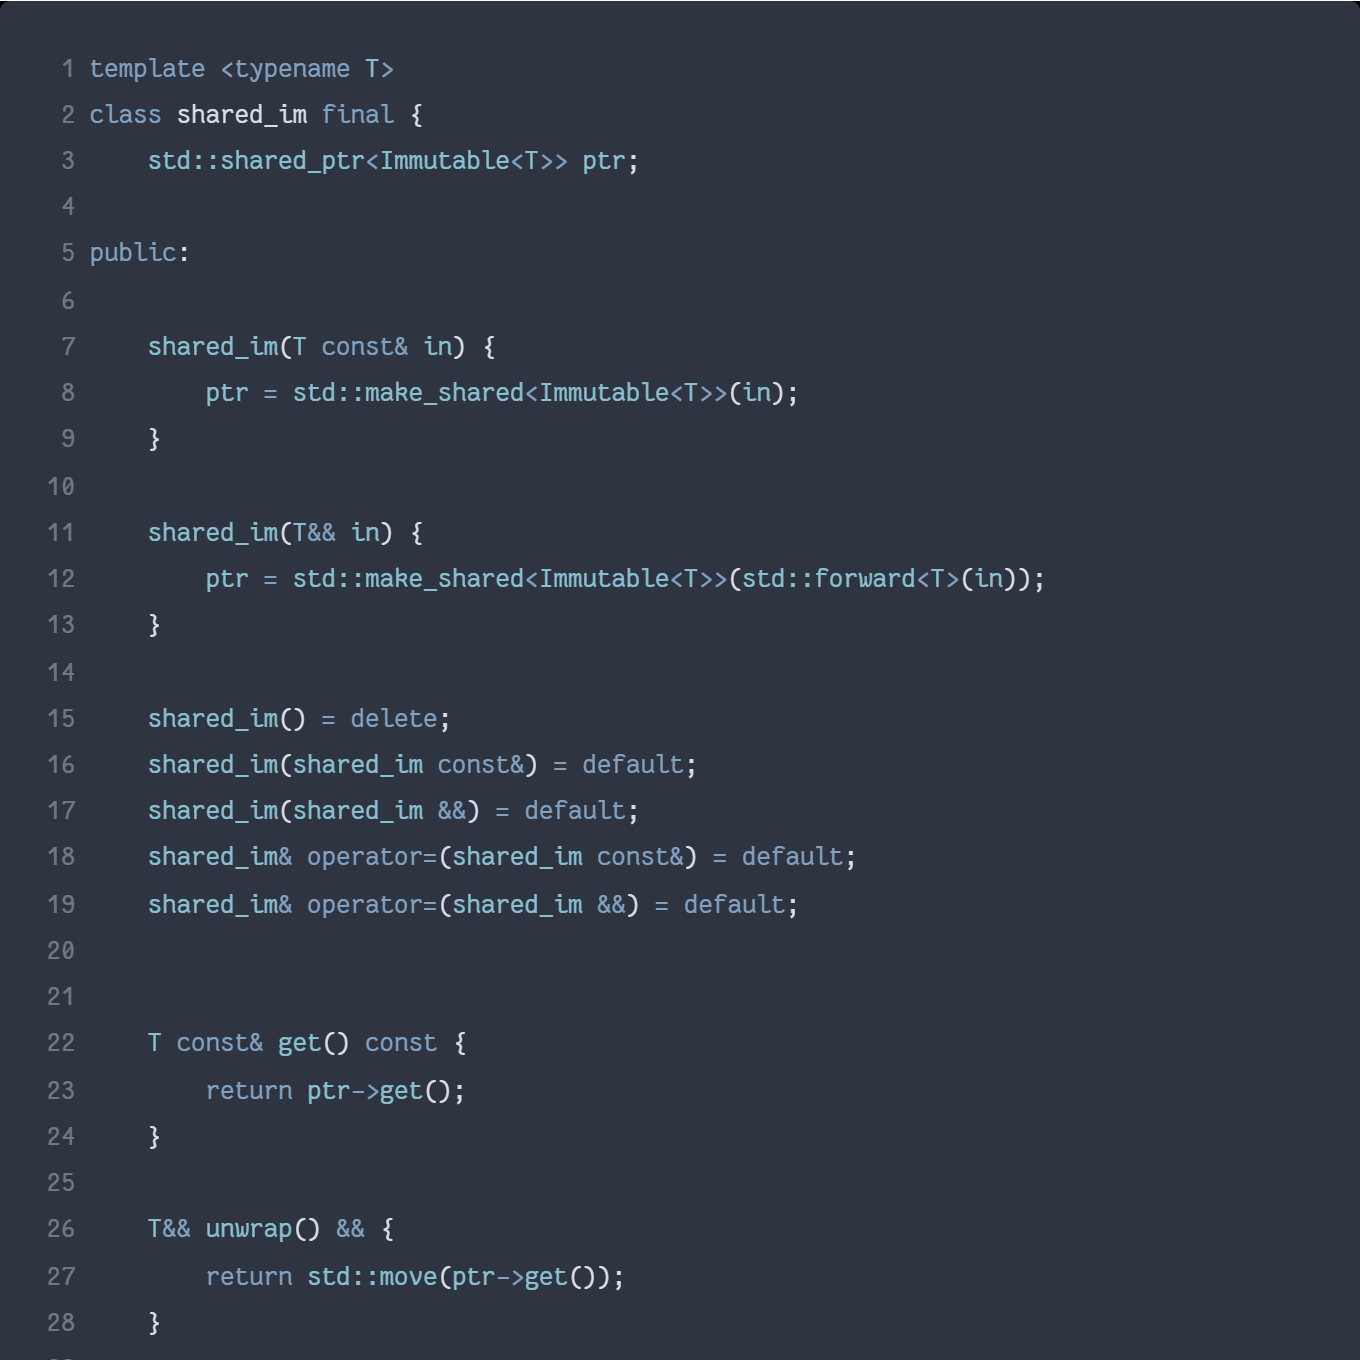 1 template <typename T>
2 class shared_im final {
3     std::shared_ptr<Immutable<T>> ptr;
4
5 public:
6
7     shared_im(T const& in) {
8         ptr = std::make_shared<Immutable<T>>(in);
9     }
10
11     shared_im(T&& in) {
12         ptr = std::make_shared<Immutable<T>>(std::forward<T>(in));
13     }
14
15     shared_im() = delete;
16     shared_im(shared_im const&) = default;
17     shared_im(shared_im &&) = default;
18     shared_im& operator=(shared_im const&) = default;
19     shared_im& operator=(shared_im &&) = default;
20
21
22     T const& get() const {
23         return ptr->get();
24     }
25
26     T&& unwrap() && {
27         return std::move(ptr->get());
28     }